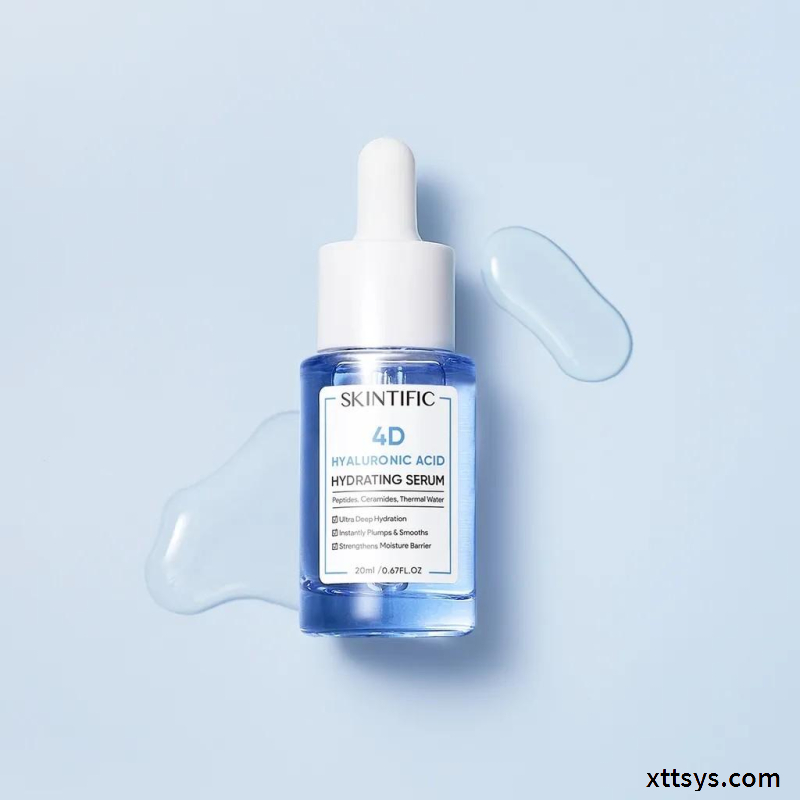 SKINTIFIC
4D
HYALURONIC ACID
HYDRATING SERUM
Peptides, Ceramides, Thermal Water
Ultra Deep Hydration
Instantly Plumps & Smooths
Strengthens Moisture Barrier
20ml /0.67FL.OZ
xttsys.com